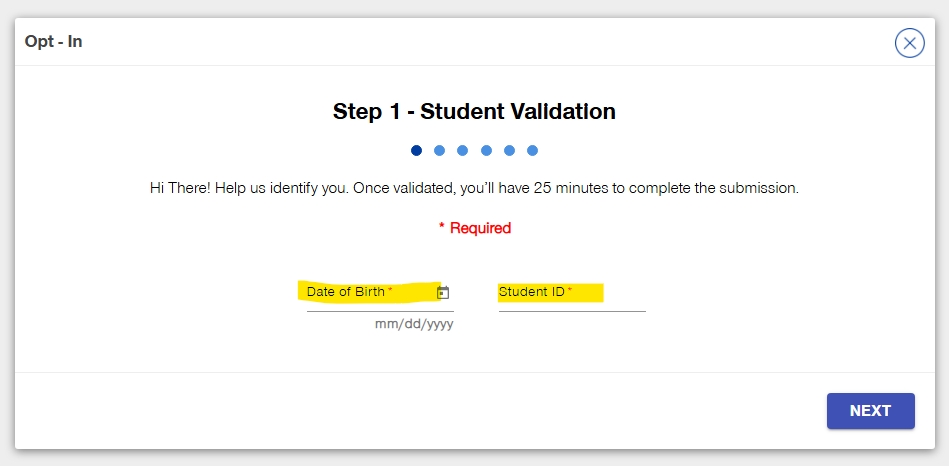 Opt - In
Step 1 - Student Validation
Hi There! Help us identify you. Once validated, you'll have 25 minutes to complete the submission.
* Required
Date of Birth * Student ID *
mm/dd/yyyy
NEXT